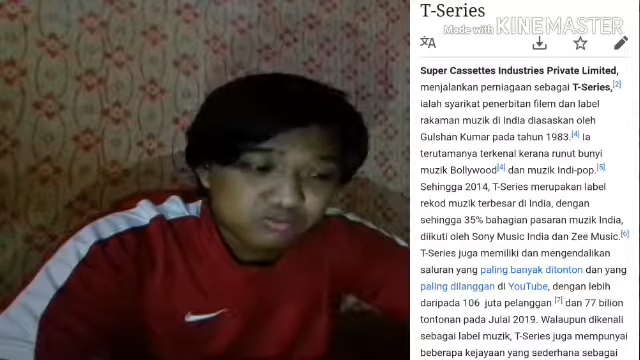 T-Series
Made with KINEMASTER
Super Cassettes Industries Private Limited,
menjalankan perniagaan sebagai T-Series,[2]
ialah syarikat penerbitan filem dan label
rakaman muzik di India diasaskan oleh
Gulshan Kumar pada tahun 1983.[4] Ia
terutamanya terkenal kerana runut bunyi
muzik Bollywood[4] dan muzik Indi-pop.[5]
Sehingga 2014, T-Series merupakan label
rekod muzik terbesar di India, dengan
sehingga 35% bahagian pasaran muzik India,
diikuti oleh Sony Music India dan Zee Music.[6]
T-Series juga memiliki dan mengendalikan
saluran yang paling banyak ditonton dan yang
paling dilanggan di YouTube, dengan lebih
daripada 106 juta pelanggan [7] dan 77 bilion
tontonan pada Julai 2019. Walaupun dikenali
sebagai label muzik, T-Series juga mempunyai
beberapa kejayaan yang sederhana sebagai